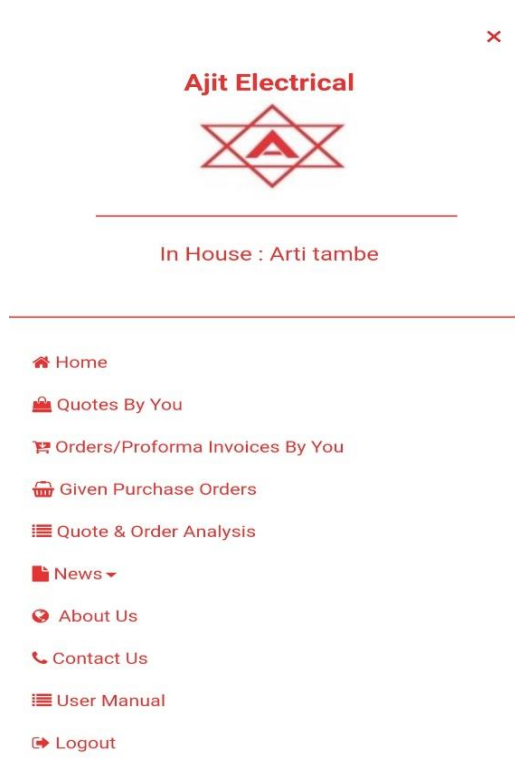 Ajit Electrical
In House : Arti tambe
Home
Quotes By You
Orders/Proforma Invoices By You
Given Purchase Orders
Quote & Order Analysis
News
About Us
Contact Us
User Manual
Logout